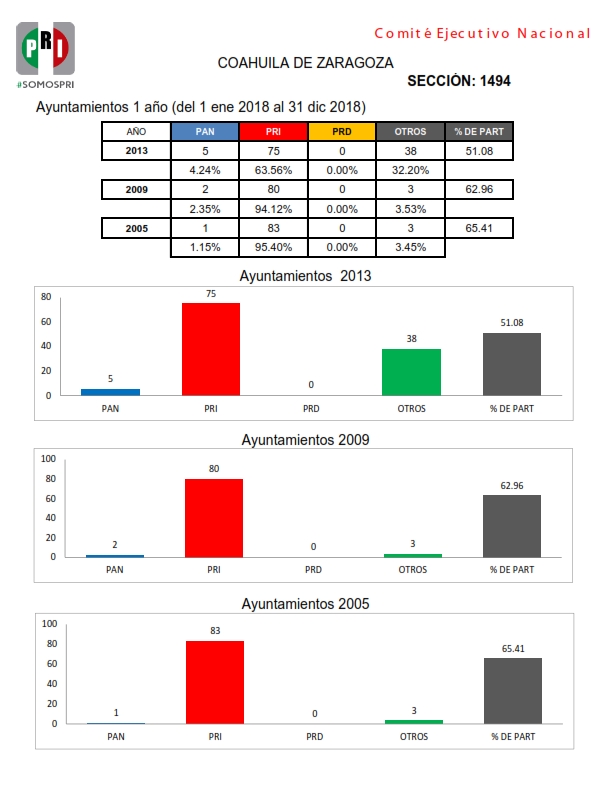 Comité Ejecutivo Nacional
PRI
#SOMOSPRI
COAHUILA DE ZARAGOZA
SECCIÓN: 1494
Ayuntamientos 1 año (del 1 ene 2018 al 31 dic 2018)
AÑO PAN PRI PRD OTROS % DE PART
2013 5 75 0 38 51.08
4.24% 63.56% 0.00% 32.20%
2009 2 80 0 3 62.96
2.35% 94.12% 0.00% 3.53%
2005 1 83 0 3 65.41
1.15% 95.40% 0.00% 3.45%
Ayuntamientos 2013
80
60
40
20
0
5 75 0 38 51.08
PAN PRI PRD OTROS % DE PART
Ayuntamientos 2009
100
80
60
40
20
0
2 80 0 3 62.96
PAN PRI PRD OTROS % DE PART
Ayuntamientos 2005
100
80
60
40
20
0
1 83 0 3 65.41
PAN PRI PRD OTROS % DE PART